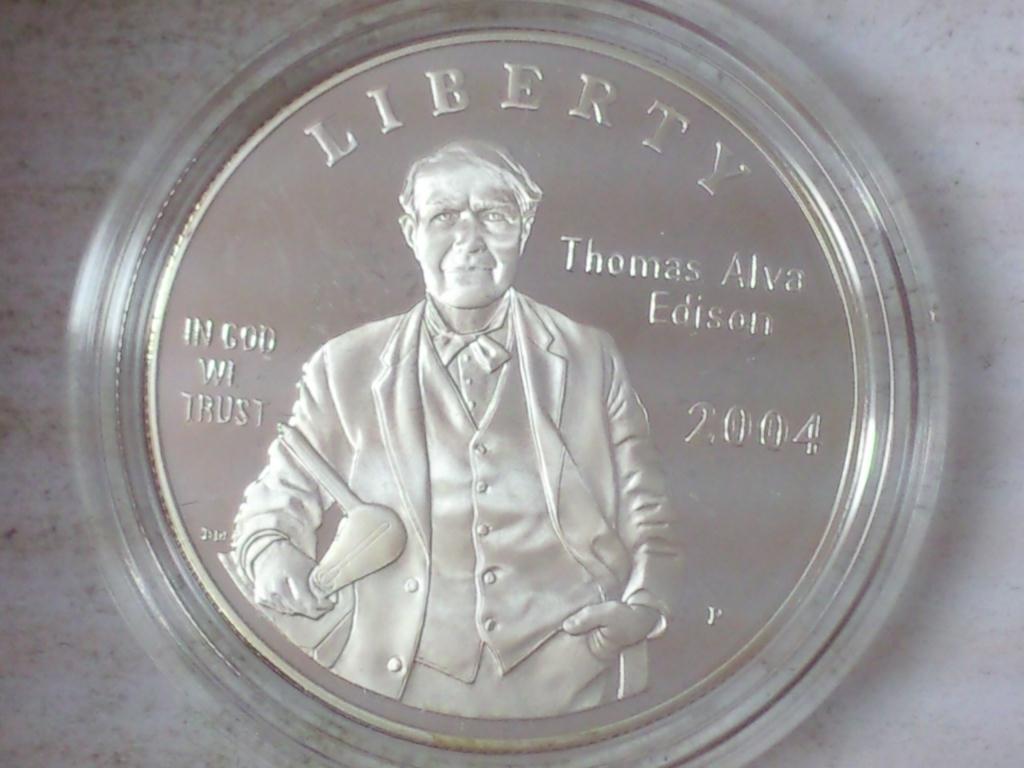 LIBERTY
Thomas Alva
Edison
IN GOD
WE
TRUST
2004
P